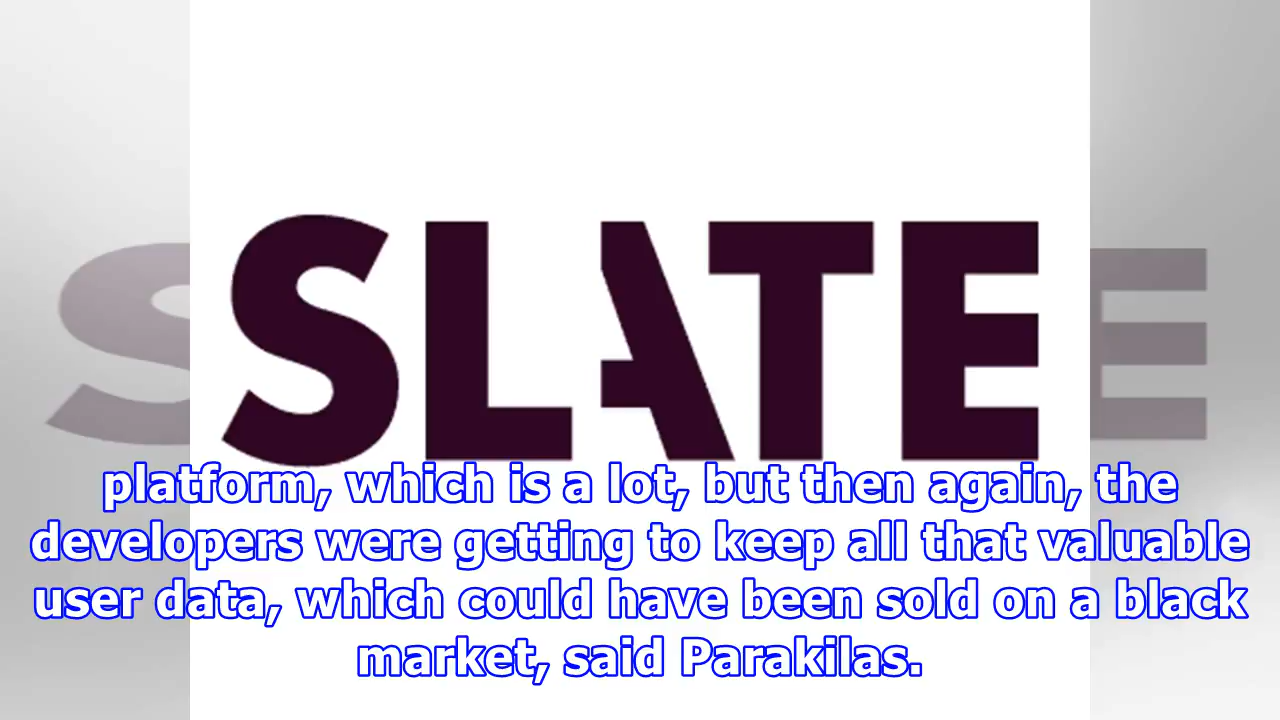 SLATE
platform, which is a lot, but then again, the
developers were getting to keep all that valuable
user data, which could have been sold on a black
market, said Parakilas.